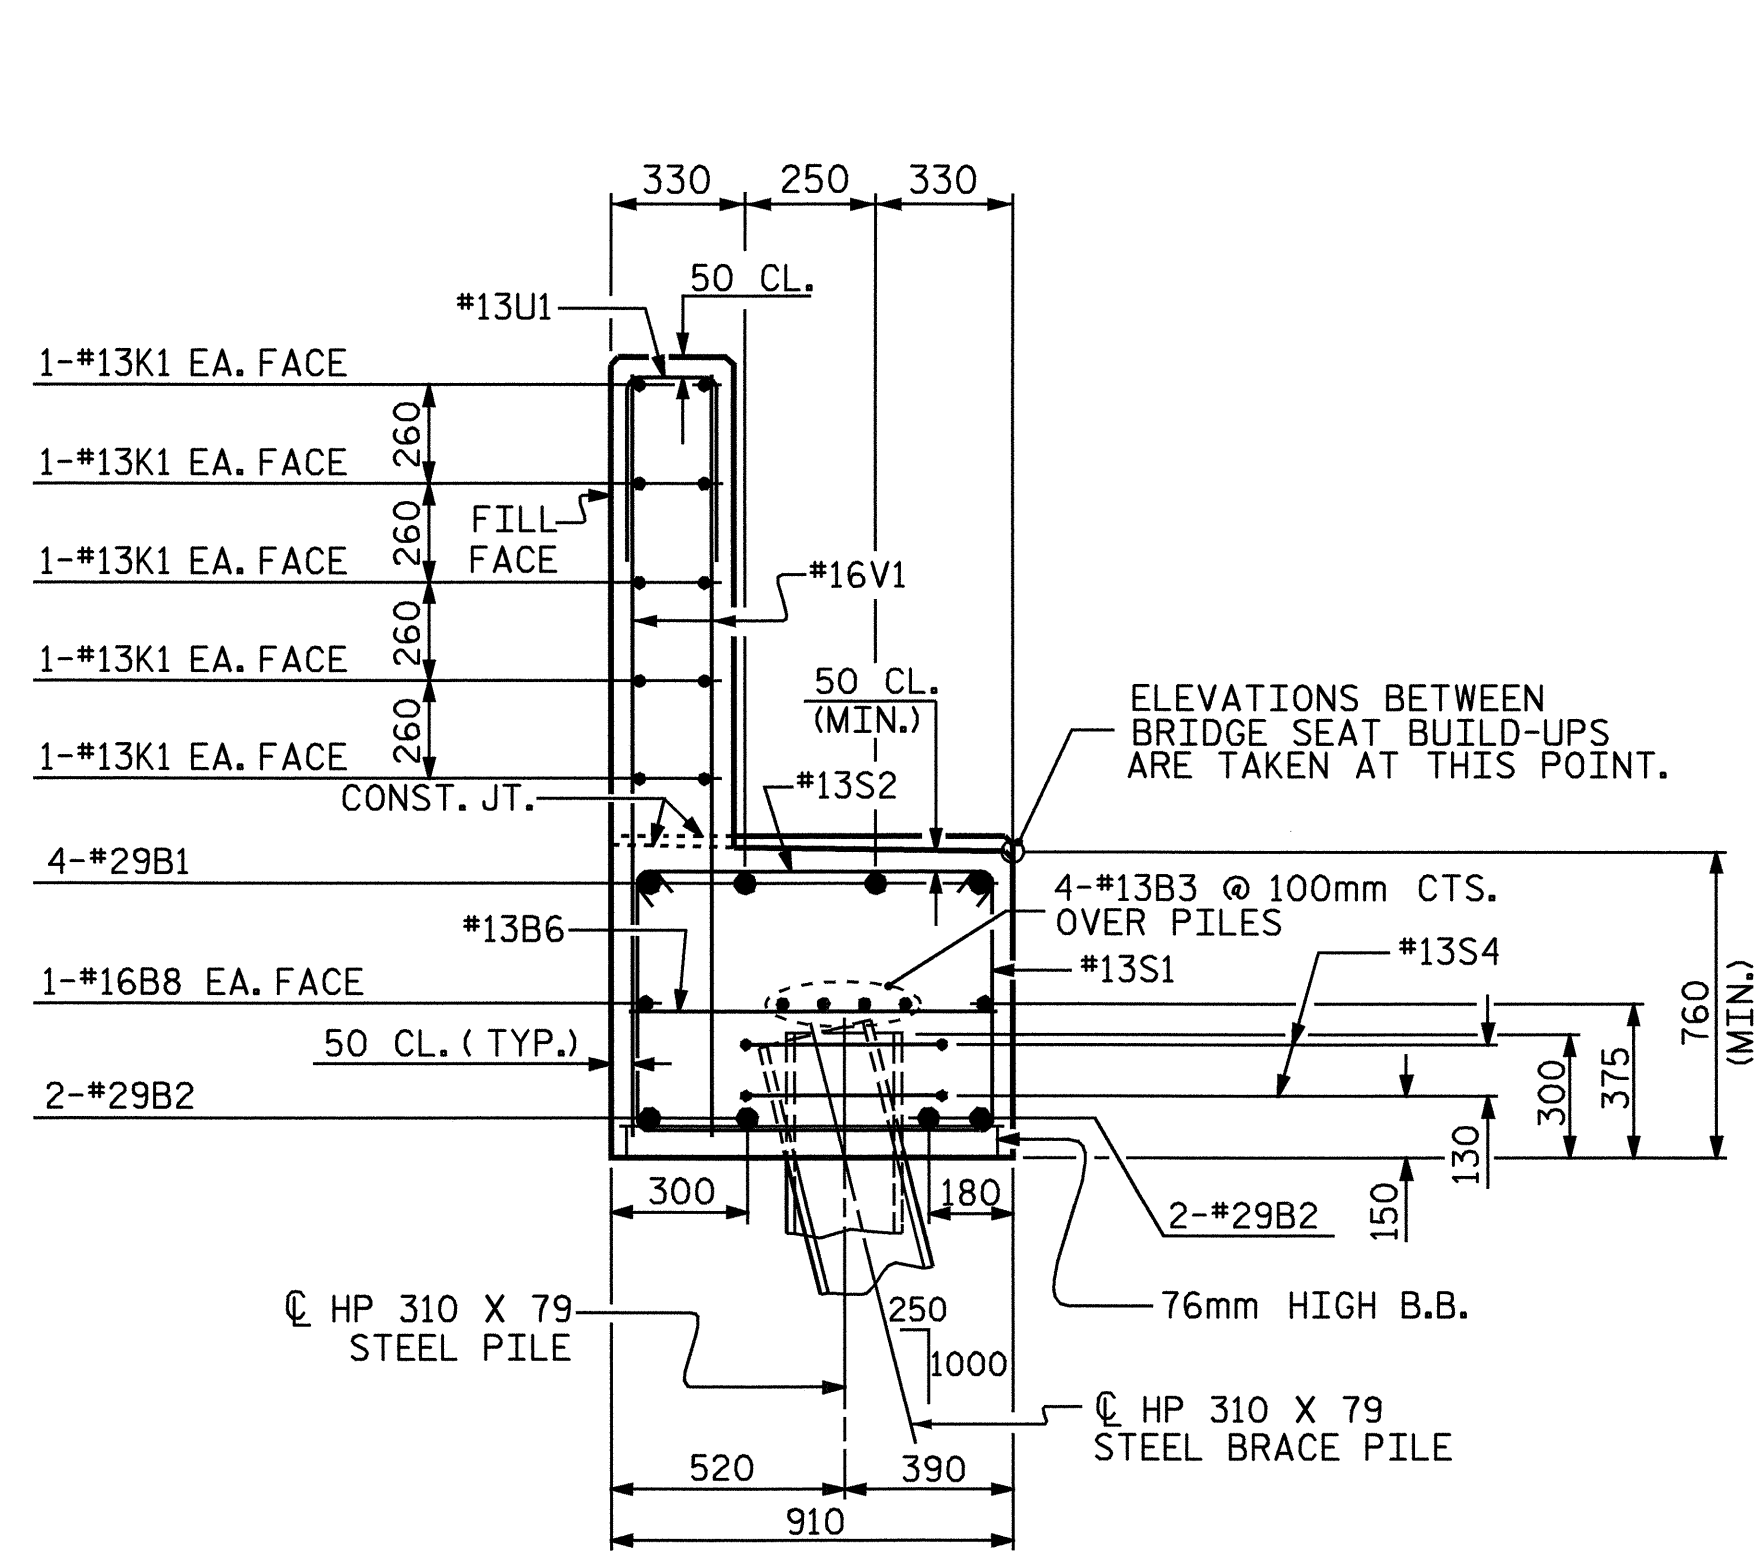 330
250
330
50 CL.
#13U1
1-#13K1 EA. FACE
260
1-#13K1 EA. FACE
FILL
FACE
260
1-#13K1 EA. FACE
#16V1
260
1-#13K1 EA. FACE
50 CL.
(MIN.)
ELEVATIONS BETWEEN
BRIDGE SEAT BUILD-UPS
ARE TAKEN AT THIS POINT.
260
1-#13K1 EA. FACE
CONST. JT.
#13S2
4-#29B1
4-#13B3 @ 100mm CTS.
OVER PILES
#13B6
#13S4
#13S1
1-#16B8 EA. FACE
760
(MIN.)
50 CL. (TYP.)
2-#29B2
300
375
130
150
300
180
2-#29B2
76mm HIGH B.B.
℄ HP 310 X 79
STEEL PILE
250
1000
℄ HP 310 X 79
STEEL BRACE PILE
520
390
910